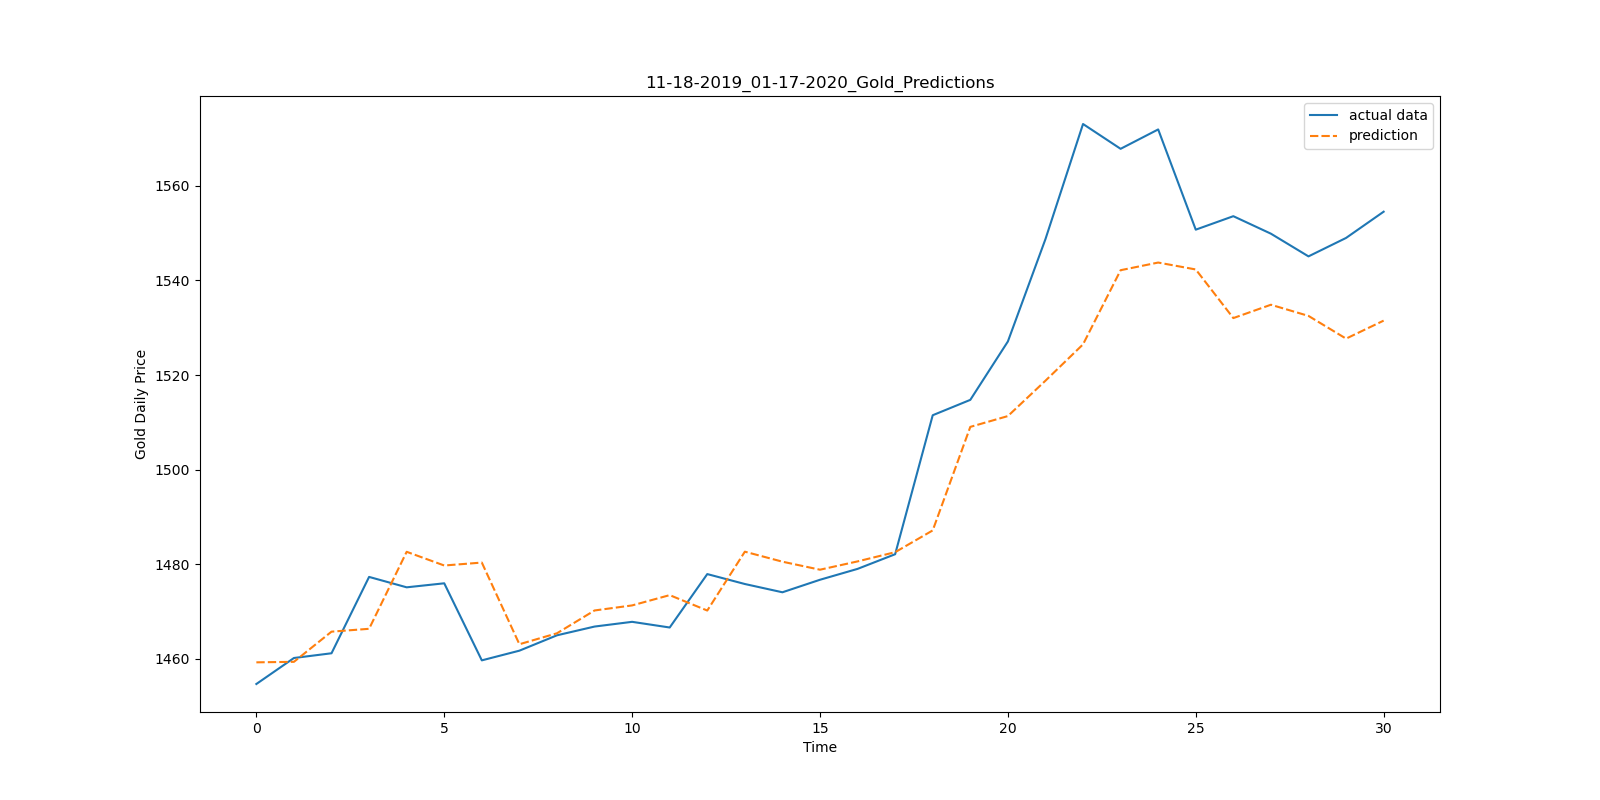 11-18-2019_01-17-2020_Gold_Predictions
actual data
prediction
1560
1540
1520
1500
1480
1460
Gold Daily Price
0 5 10 15 20 25 30
Time